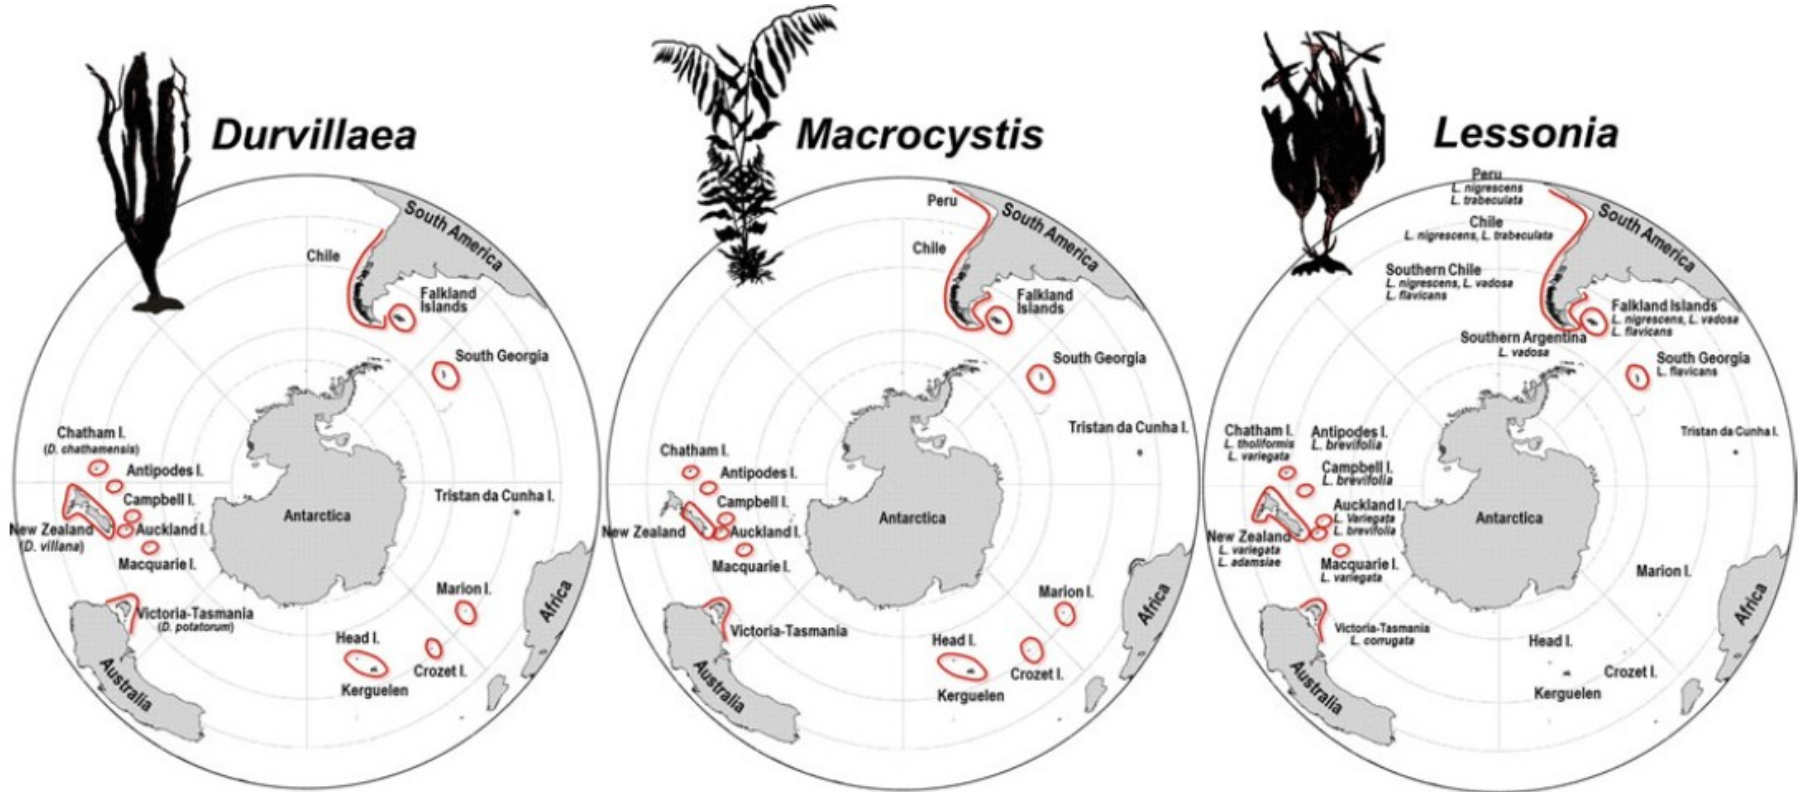 Durvillaea
South America
Chile
Falkland
Islands
South Georgia
Chatham I.
(D. chathamensis)
Antipodes I.
Campbell I.
New Zealand
(D. villana)
Auckland I.
Macquarie I.
Antarctica
Tristan da Cunha I.
Victoria-Tasmania
(D. potatorum)
Australia
Marion I.
Head I.
Crozet I.
Kerguelen
Africa
Macrocystis
Peru
South America
Chile
Falkland
Islands
South Georgia
Tristan da Cunha I.
Chatham I.
Antipodes I.
Campbell I.
New Zealand
Auckland I.
Macquarie I.
Antarctica
Victoria-Tasmania
Australia
Marion I.
Head I.
Crozet I.
Kerguelen
Africa
Lessonia
Peru
L. nigrescens
L. trabeculata
Chile
L. nigrescens, L. trabeculata
South America
Southern Chile
L. nigrescens, L. vadosa
L. flavicans
Falkland Islands
L. nigrescens, L. vadosa
L. flavicans
Southern Argentina
L. vadosa
South Georgia
L. flavicans
Tristan da Cunha I.
Chatham I.
L. tholiformis
L. variegata
Antipodes I.
L. brevifolia
Campbell I.
L. brevifolia
Auckland I.
L. Variegata
L. brevifolia
New Zealand
L. variegata
L. adamsiae
Macquarie I.
L. variegata
Antarctica
Victoria-Tasmania
L. corrugata
Australia
Marion I.
Head I.
Crozet I.
Kerguelen
Africa